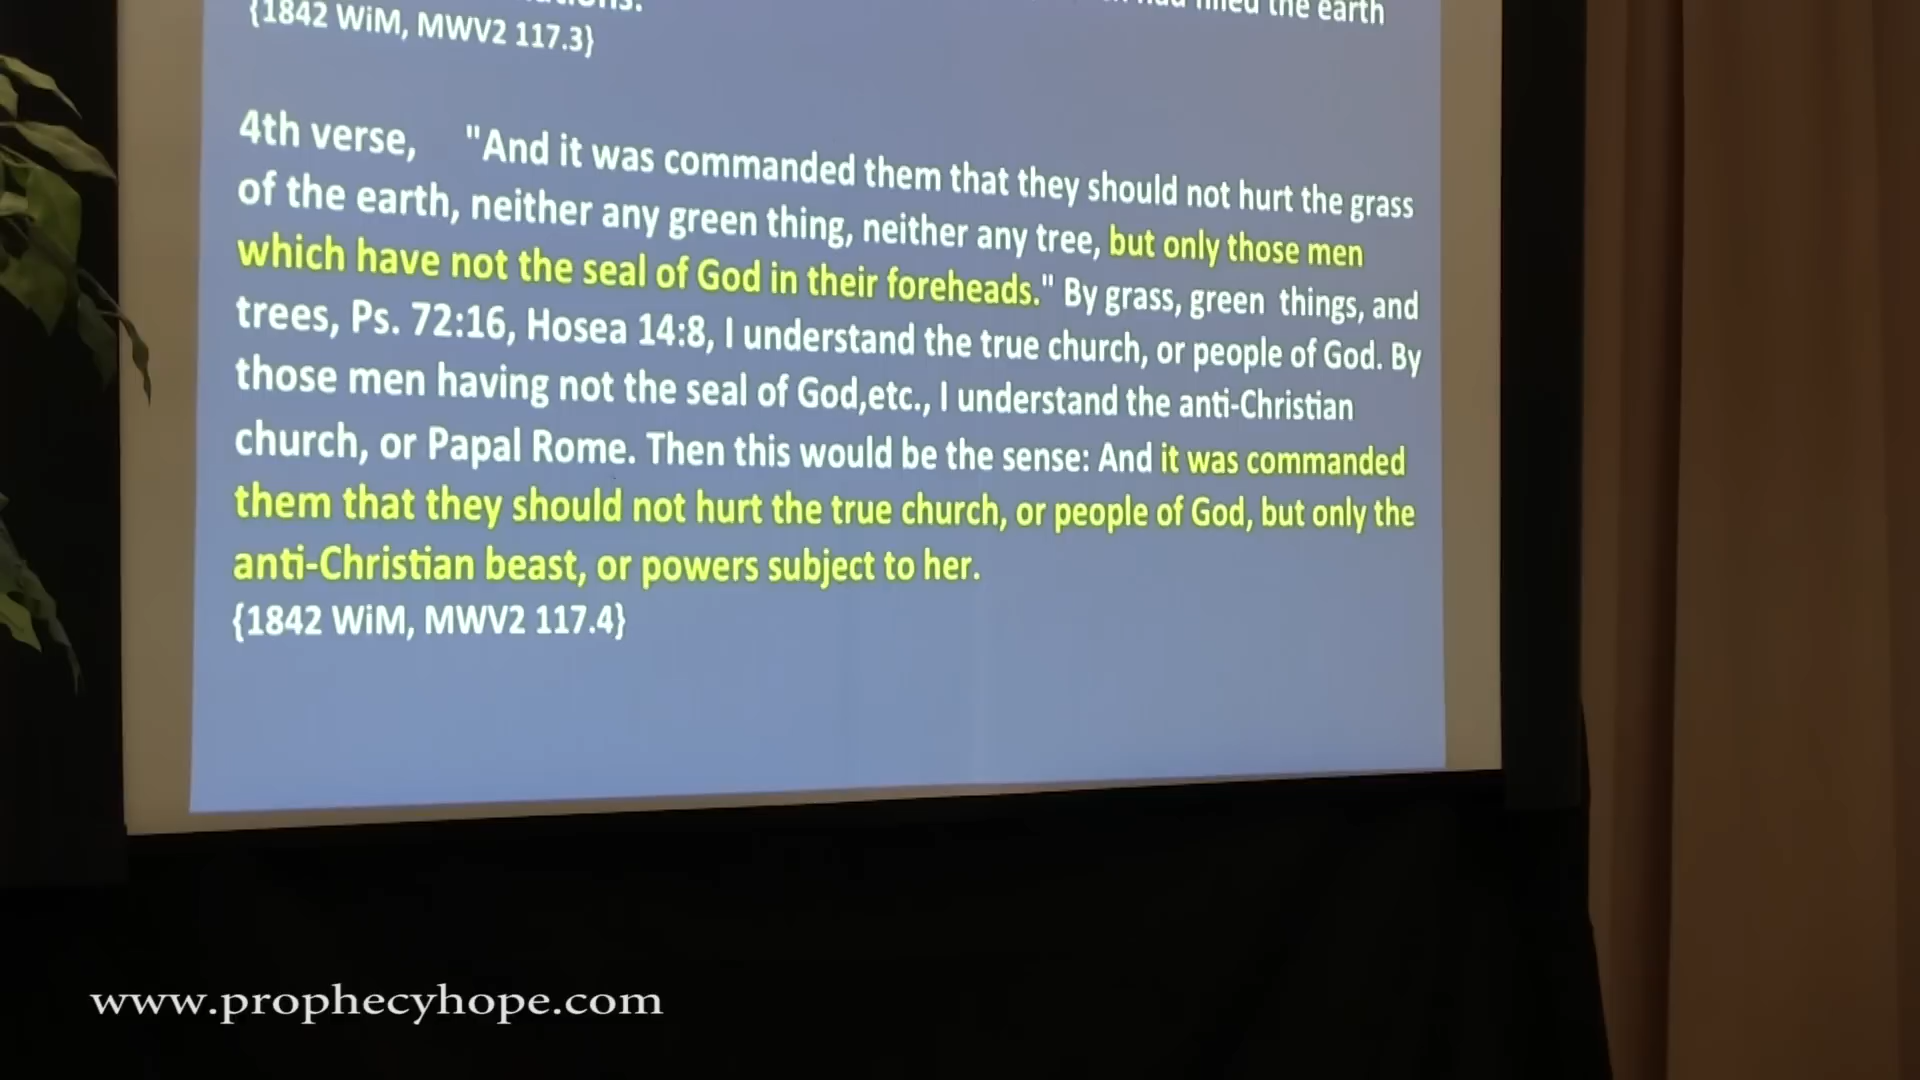 filled the earth
{1842 WiM, MWV2 117.3}
4th verse, "And it was commanded them that they should not hurt the grass
of the earth, neither any green thing, neither any tree, but only those men
which have not the seal of God in their foreheads." By grass, green things, and
trees, Ps. 72:16, Hosea 14:8, I understand the true church, or people of God. By
those men having not the seal of God,etc., I understand the anti-Christian
church, or Papal Rome. Then this would be the sense: And it was commanded
them that they should not hurt the true church, or people of God, but only the
anti-Christian beast, or powers subject to her.
{1842 WiM, MWV2 117.4}
www.prophecyhope.com